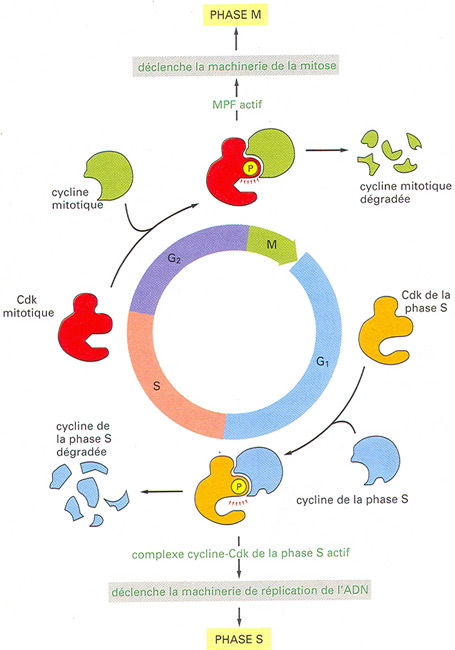 PHASE M
déclenche la machinerie de la mitose
MPF actif
P
cycline
mitotique
cycline mitotique
dégradée
M
G2
Cdk
mitotique
Cdk de la
phase S
G1
S
cycline de
la phase S
dégradée
P
cycline de la phase S
complexe cycline-Cdk de la phase S actif
déclenche la machinerie de réplication de l'ADN
PHASE S